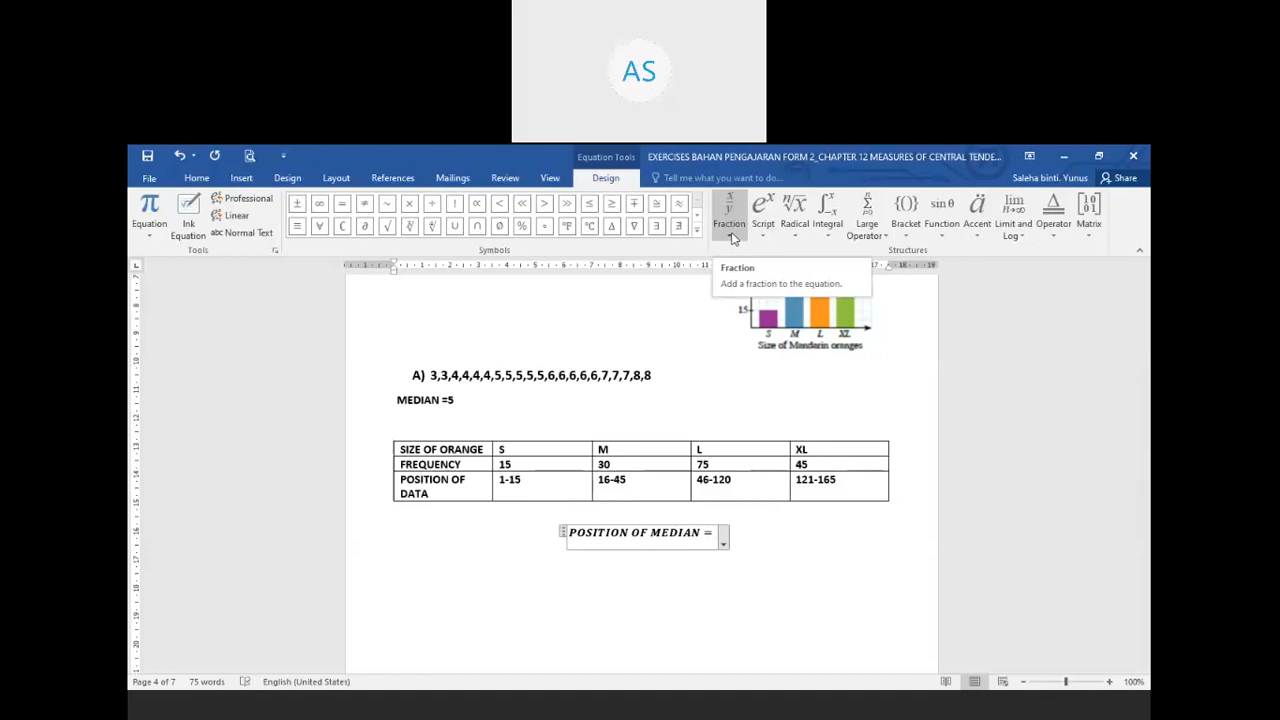 AS
Equation Tools
EXERCISES BAHAN PENGAJARAN FORM 2_CHAPTER 12 MEASURES OF CENTRAL TENDE...
File Home Insert Design Layout References Mailings Review View Design Tell me what you want to do... Saleha binti. Yunus Share
Equation
Ink Equation
Professional
Linear
abc Normal Text
± ∞ = ≠ ~ × ÷ ! ∝ < ≪ > ≫ ≤ ≥ ∓ ≅ ≈
≡ ∀ ∁ ∂ √ ∛ ∜ ∪ ∩ ∅ % ° °F °C ∆ ∇ ∃ ∄
x/y Fraction
eˣ Script
ⁿ√x Radical
Integral
Large Operator
{()} Bracket
sin θ Function
ä Accent
lim n→∞ Limit and Log
Operator
Matrix
Tools Symbols Structures
Fraction
Add a fraction to the equation.
15
S M L XL
Size of Mandarin oranges
A) 3,3,4,4,4,4,5,5,5,5,5,6,6,6,6,6,7,7,7,8,8
MEDIAN =5
SIZE OF ORANGE S M L XL
FREQUENCY 15 30 75 45
POSITION OF DATA 1-15 16-45 46-120 121-165
POSITION OF MEDIAN =
Page 4 of 7 75 words English (United States) 100%